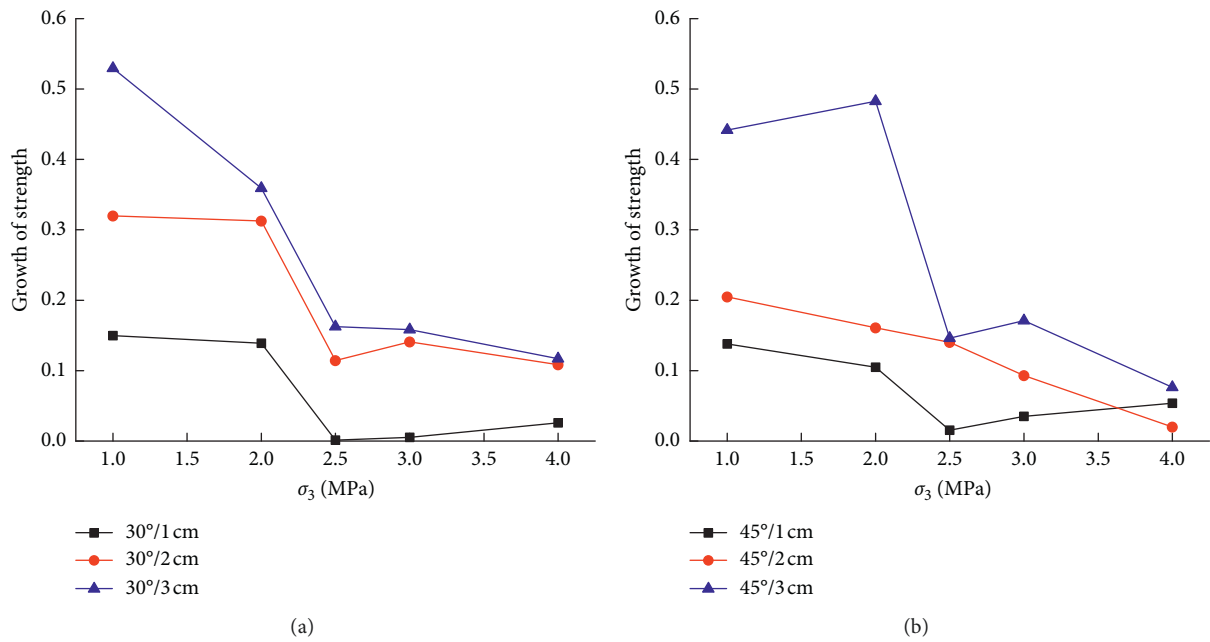 0.6
0.5
0.4
0.3
0.2
0.1
0.0
Growth of strength
1.0 1.5 2.0 2.5 3.0 3.5 4.0
σ3 (MPa)
30°/1 cm
30°/2 cm
30°/3 cm
(a)
0.6
0.5
0.4
0.3
0.2
0.1
0.0
Growth of strength
1.0 1.5 2.0 2.5 3.0 3.5 4.0
σ3 (MPa)
45°/1 cm
45°/2 cm
45°/3 cm
(b)